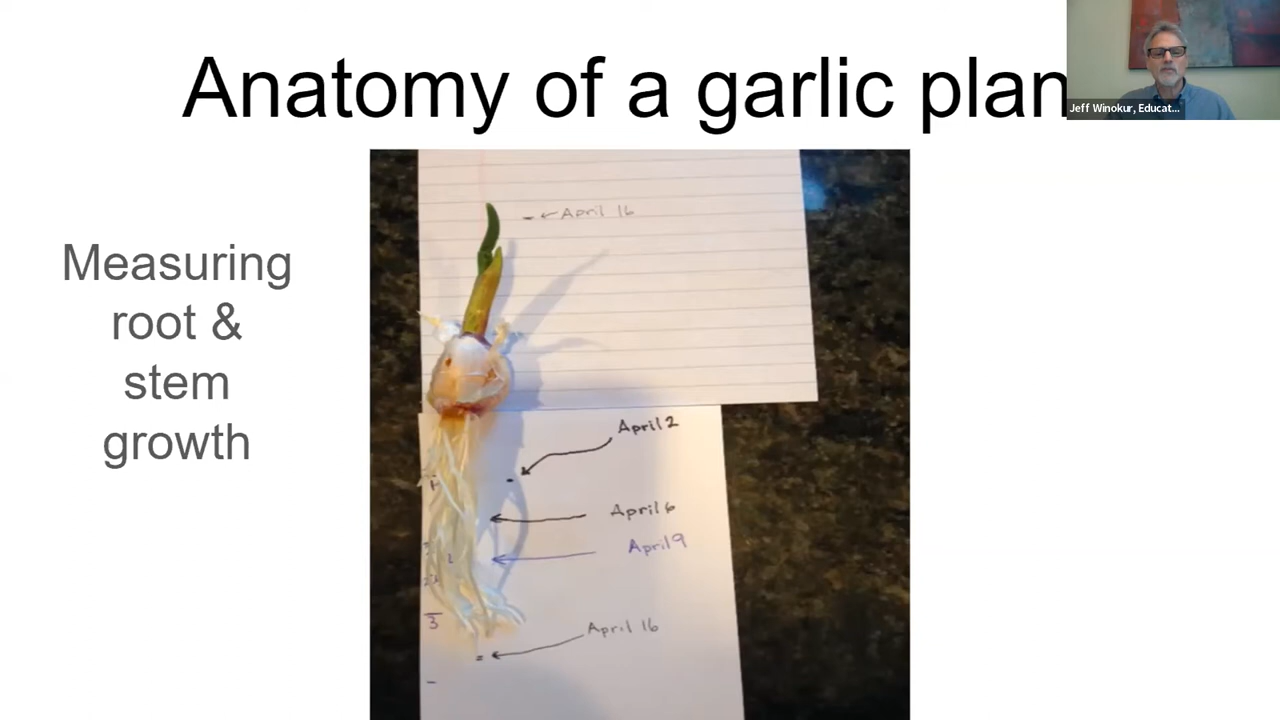 Anatomy of a garlic plan
Jeff Winokur, Educat...
Measuring
root &
stem
growth
April 16
April 2
April 6
April 9
3
April 16